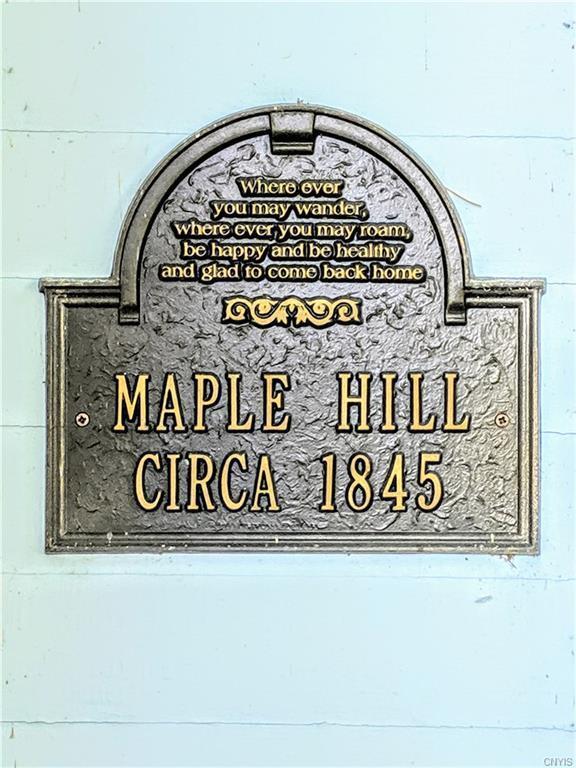 Where ever
you may wander,
where ever you may roam,
be happy and be healthy
and glad to come back home
MAPLE HILL
CIRCA 1845
CNYIS